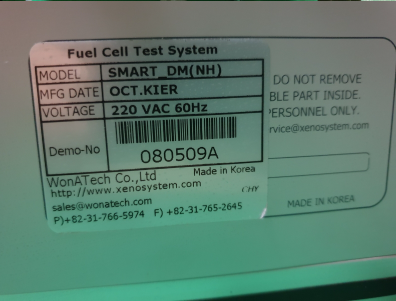 Fuel Cell Test System
MODEL SMART_DM(NH)
MFG DATE OCT.KIER
VOLTAGE 220 VAC 60Hz
Demo-No 080509A
WonATech Co.,Ltd Made in Korea
http://www.xenosystem.com CHY
sales@wonatech.com
P)+82-31-766-5974 F) +82-31-765-2645
DO NOT REMOVE
BLE PART INSIDE.
PERSONNEL ONLY.
rvice@xenosystem.com
MADE IN KOREA